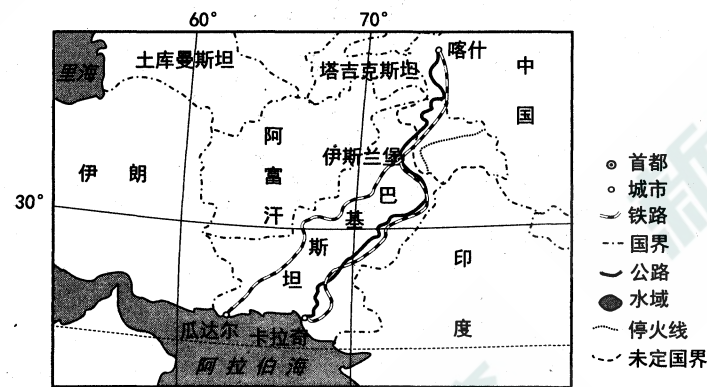 60°
70°
里海
土库曼斯坦
塔吉克斯坦
喀什
中
国
伊朗
阿
富
汗
伊斯兰堡
巴
基
斯
坦
30°
印
度
瓜达尔
卡拉奇
阿拉伯海
首都
城市
铁路
国界
公路
水域
停火线
未定国界